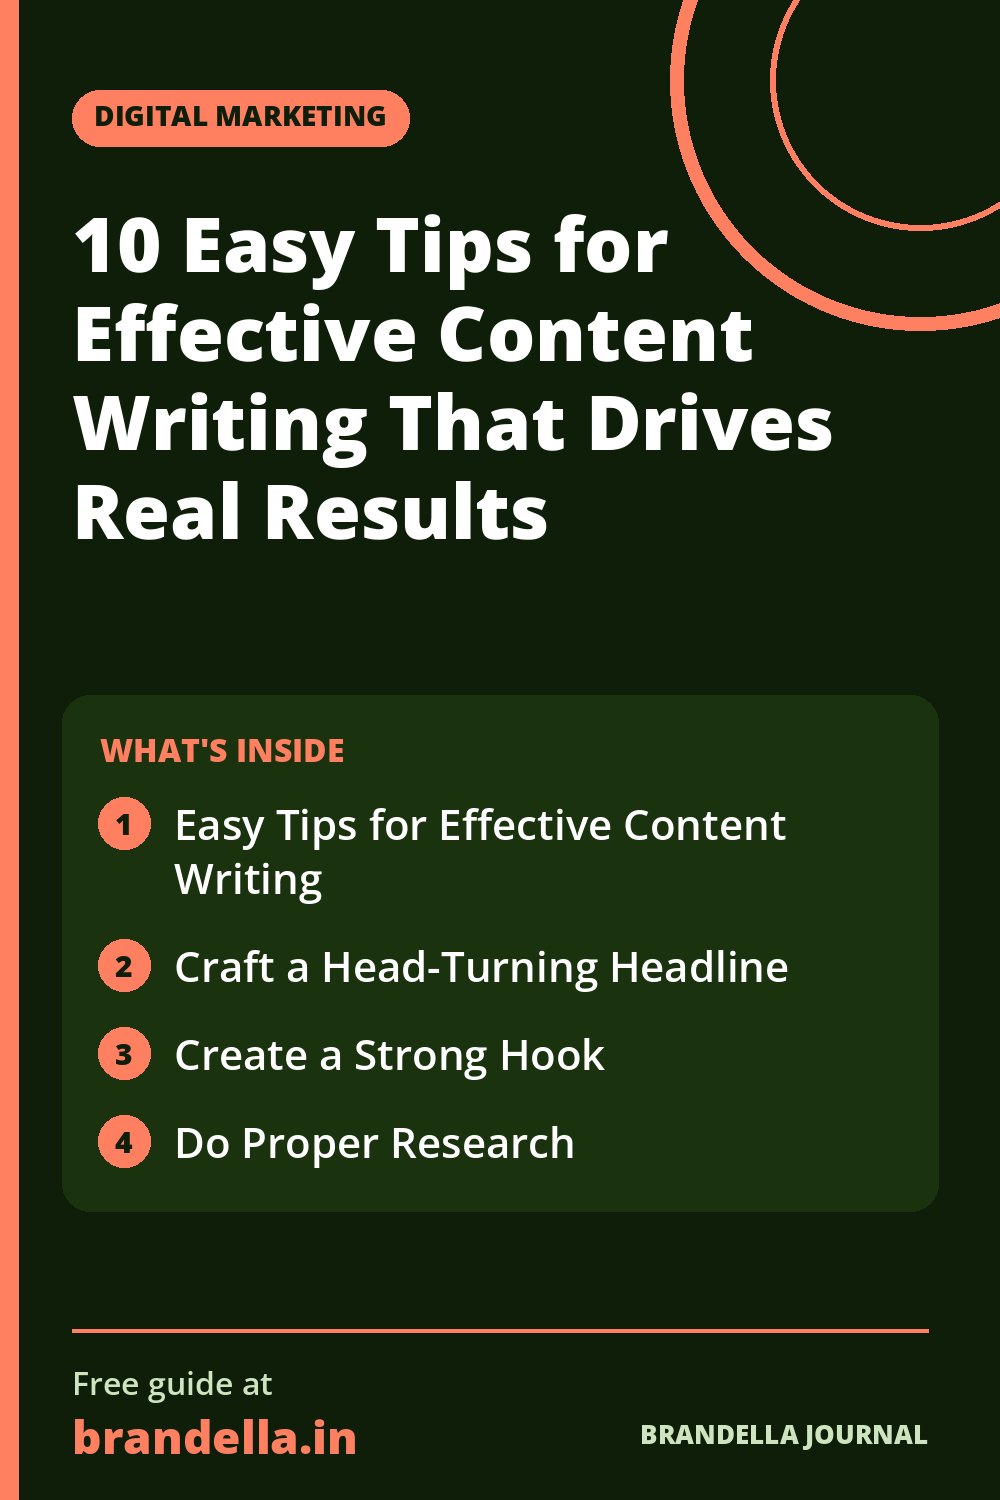 DIGITAL MARKETING
10 Easy Tips for
Effective Content
Writing That Drives
Real Results
WHAT'S INSIDE
1 Easy Tips for Effective Content
Writing
2 Craft a Head-Turning Headline
3 Create a Strong Hook
4 Do Proper Research
Free guide at
brandella.in
BRANDELLA JOURNAL